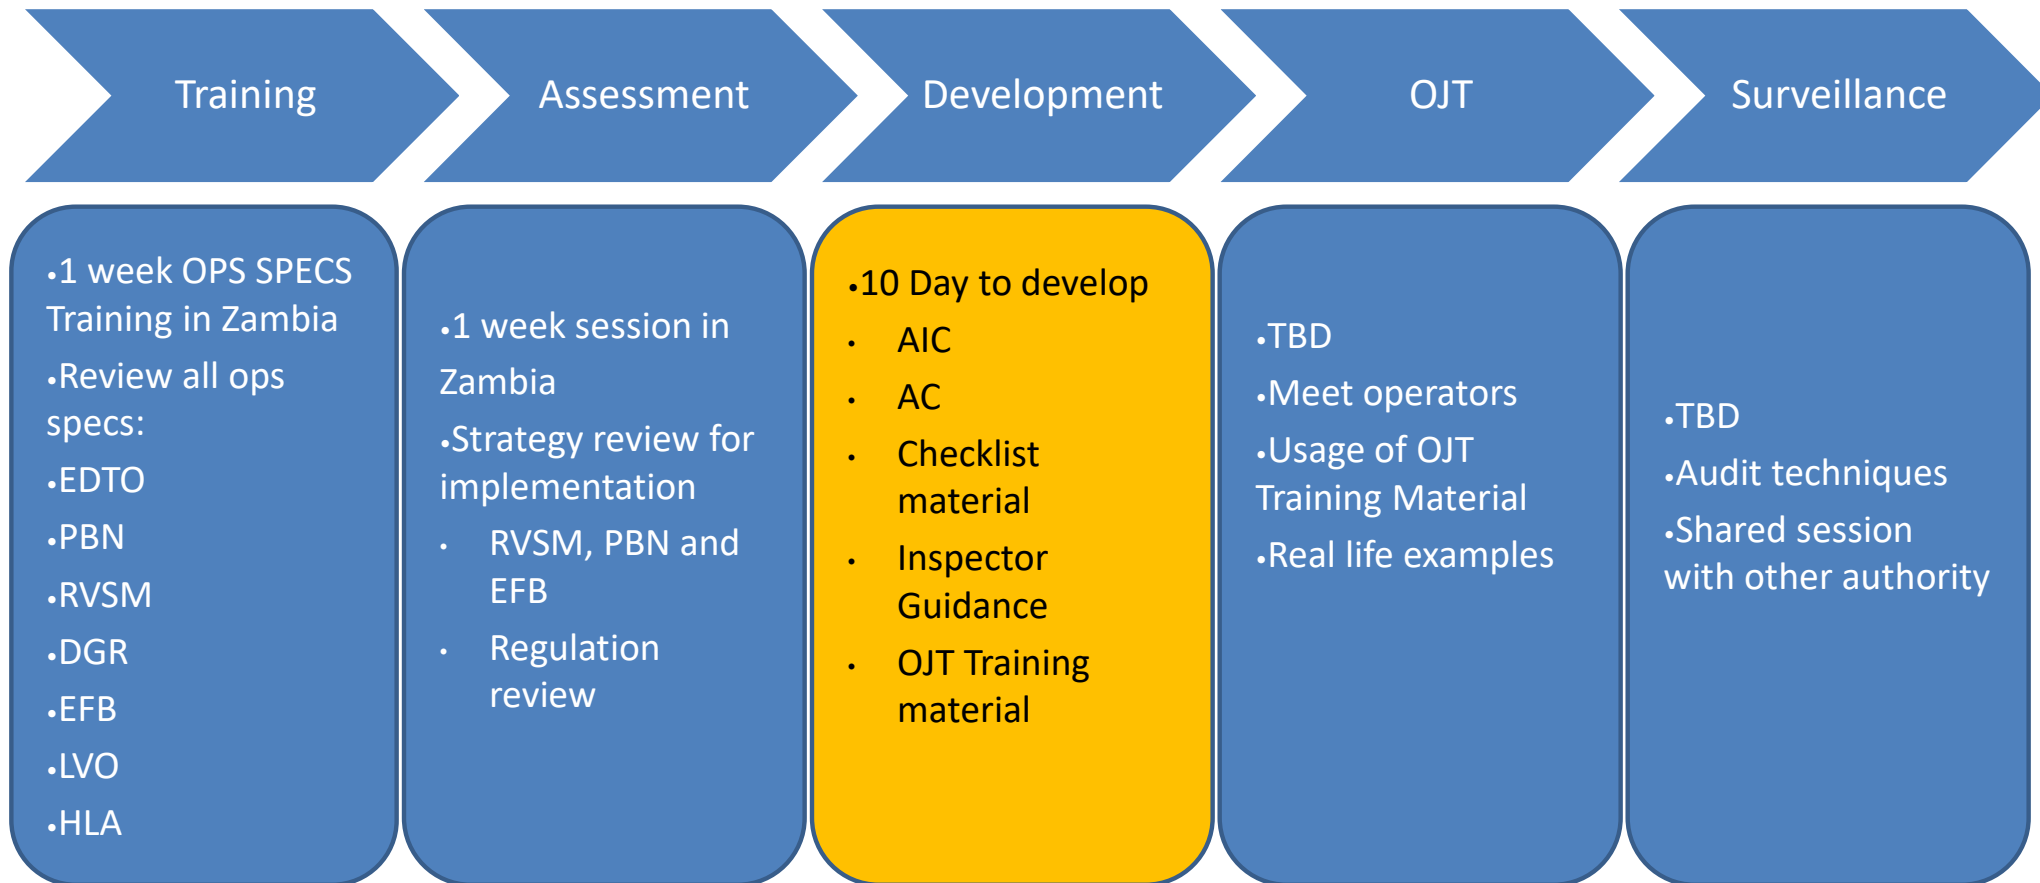 Training
Assessment
Development
OJT
Surveillance
•1 week OPS SPECS
Training in Zambia
•Review all ops
specs:
•EDTO
•PBN
•RVSM
•DGR
•EFB
•LVO
•HLA
•1 week session in
Zambia
•Strategy review for
implementation
• RVSM, PBN and
EFB
• Regulation
review
•10 Day to develop
• AIC
• AC
• Checklist
material
• Inspector
Guidance
• OJT Training
material
•TBD
•Meet operators
•Usage of OJT
Training Material
•Real life examples
•TBD
•Audit techniques
•Shared session
with other authority